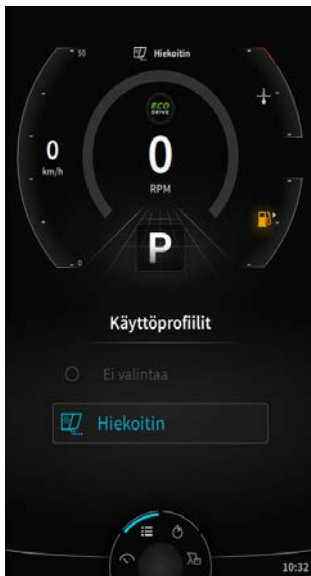 50
Hiekoitin
ECO
DRIVE
0
km/h
0
RPM
0
P
Käyttöprofiilit
Ei valintaa
Hiekoitin
10:32